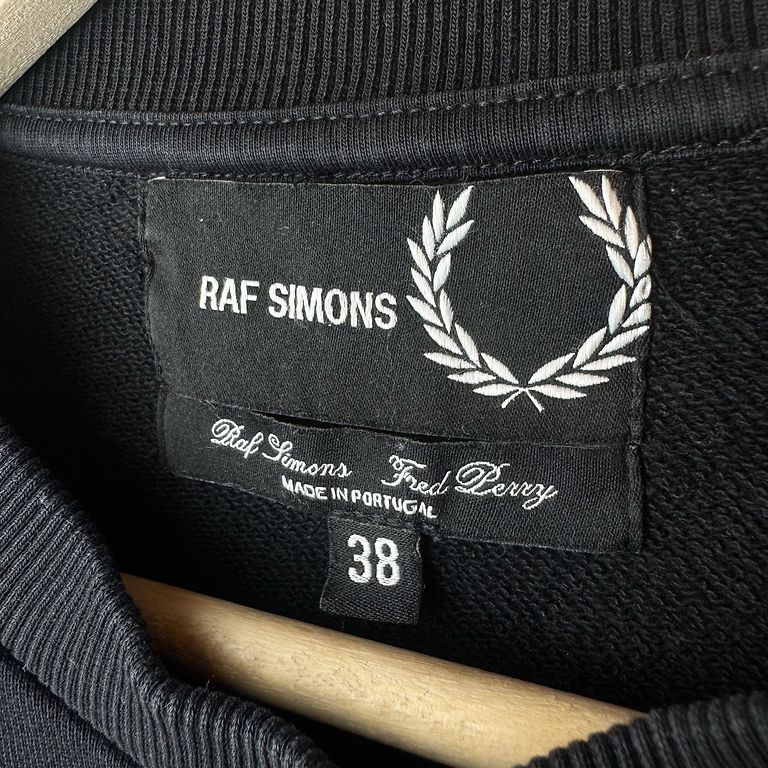 RAF SIMONS
Raf Simons Fred Perry
MADE IN PORTUGAL
38